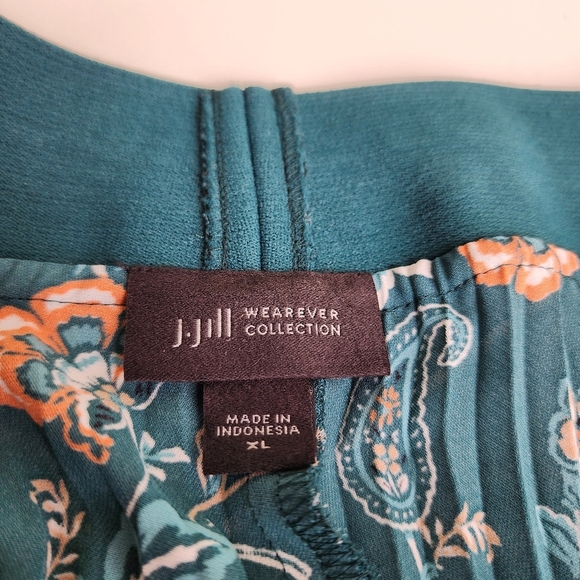 J.Jill WEAREVER
COLLECTION
MADE IN
INDONESIA
XL